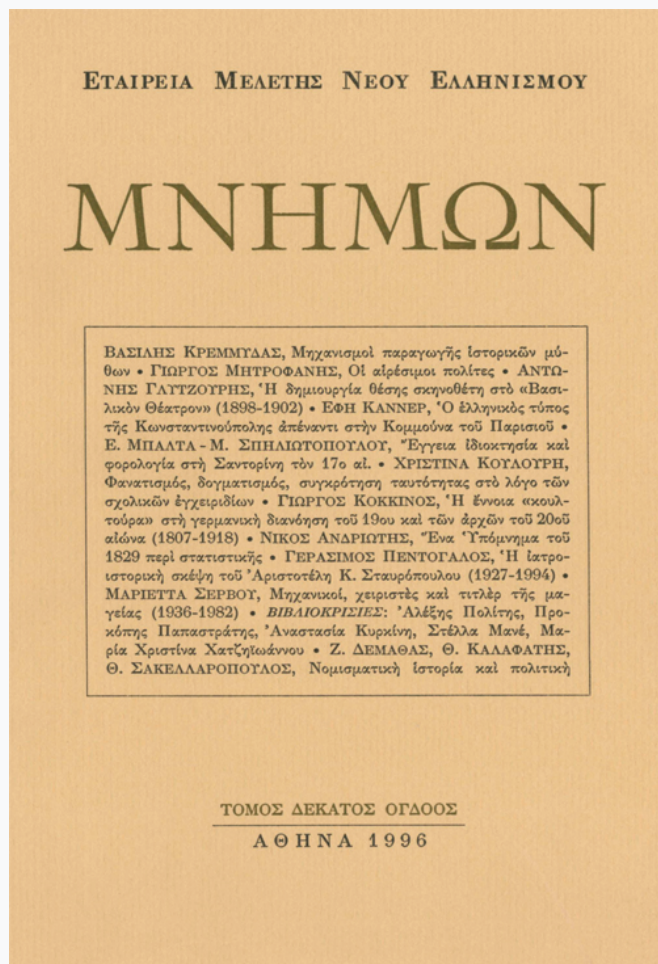 ΕΤΑΙΡΕΙΑ ΜΕΛΕΤΗΣ ΝΕΟΥ ΕΛΛΗΝΙΣΜΟΥ
ΜΝΗΜΩΝ
ΒΑΣΙΛΗΣ ΚΡΕΜΜΥΔΑΣ, Μηχανισμοὶ παραγωγῆς ἱστορικῶν μύ-
θων • ΓΙΩΡΓΟΣ ΜΗΤΡΟΦΑΝΗΣ, Οἱ αἱρέσιμοι πολίτες • ΑΝΤΩ-
ΝΗΣ ΓΛΥΤΖΟΥΡΗΣ, Ἡ δημιουργία θέσης σκηνοθέτη στὸ «Βασι-
λικὸν Θέατρον» (1898-1902) • ΕΦΗ ΚΑΝΝΕΡ, Ὁ ἑλληνικὸς τύπος
τῆς Κωνσταντινούπολης ἀπέναντι στὴν Κομμούνα τοῦ Παρισιοῦ •
Ε. ΜΠΑΛΤΑ - Μ. ΣΠΗΛΙΩΤΟΠΟΥΛΟΥ, Ἔγγεια ἰδιοκτησία καὶ
φορολογία στὴ Σαντορίνη τὸν 17ο αἰ. • ΧΡΙΣΤΙΝΑ ΚΟΥΛΟΥΡΗ,
Φανατισμός, δογματισμός, συγκρότηση ταυτότητας στὸ λόγο τῶν
σχολικῶν ἐγχειριδίων • ΓΙΩΡΓΟΣ ΚΟΚΚΙΝΟΣ, Ἡ ἔννοια «κουλ-
τούρα» στὴ γερμανικὴ διανόηση τοῦ 19ου καὶ τῶν ἀρχῶν τοῦ 20οῦ
αἰώνα (1807-1918) • ΝΙΚΟΣ ΑΝΔΡΙΩΤΗΣ, Ἕνα Ὑπόμνημα τοῦ
1829 περὶ στατιστικῆς • ΓΕΡΑΣΙΜΟΣ ΠΕΝΤΟΓΑΛΟΣ, Ἡ ἰατρο-
ιστορικὴ σκέψη τοῦ Ἀριστοτέλη Κ. Σταυρόπουλου (1927-1994) •
ΜΑΡΙΕΤΤΑ ΣΕΡΒΟΥ, Μηχανικοί, χειριστὲς καὶ τιτλὲρ τῆς μα-
γείας (1936-1982) • ΒΙΒΛΙΟΚΡΙΣΙΕΣ: Ἀλέξης Πολίτης, Προ-
κόπης Παπαστράτης, Ἀναστασία Κυρκίνη, Στέλλα Μανέ, Μα-
ρία Χριστίνα Χατζηϊωάννου • Ζ. ΔΕΜΑΘΑΣ, Θ. ΚΑΛΑΦΑΤΗΣ,
Θ. ΣΑΚΕΛΛΑΡΟΠΟΥΛΟΣ, Νομισματικὴ ἱστορία καὶ πολιτικὴ
ΤΟΜΟΣ ΔΕΚΑΤΟΣ ΟΓΔΟΟΣ
ΑΘΗΝΑ 1996